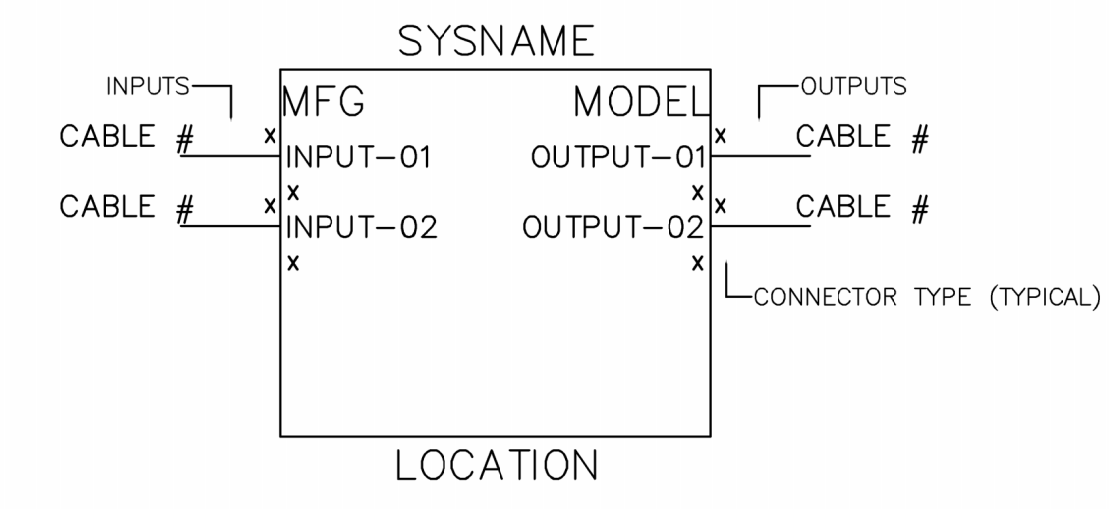 SYSNAME
INPUTS
OUTPUTS
MFG MODEL
CABLE # x x CABLE #
INPUT-01 OUTPUT-01
x x
CABLE # x x CABLE #
INPUT-02 OUTPUT-02
x x
CONNECTOR TYPE (TYPICAL)
LOCATION